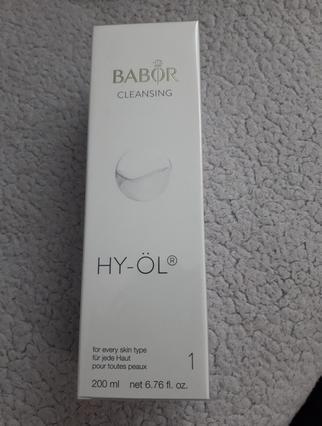 BABOR
CLEANSING
HY-ÖL®
for every skin type
für jede Haut
pour toutes peaux
1
200 ml net 6.76 fl. oz.